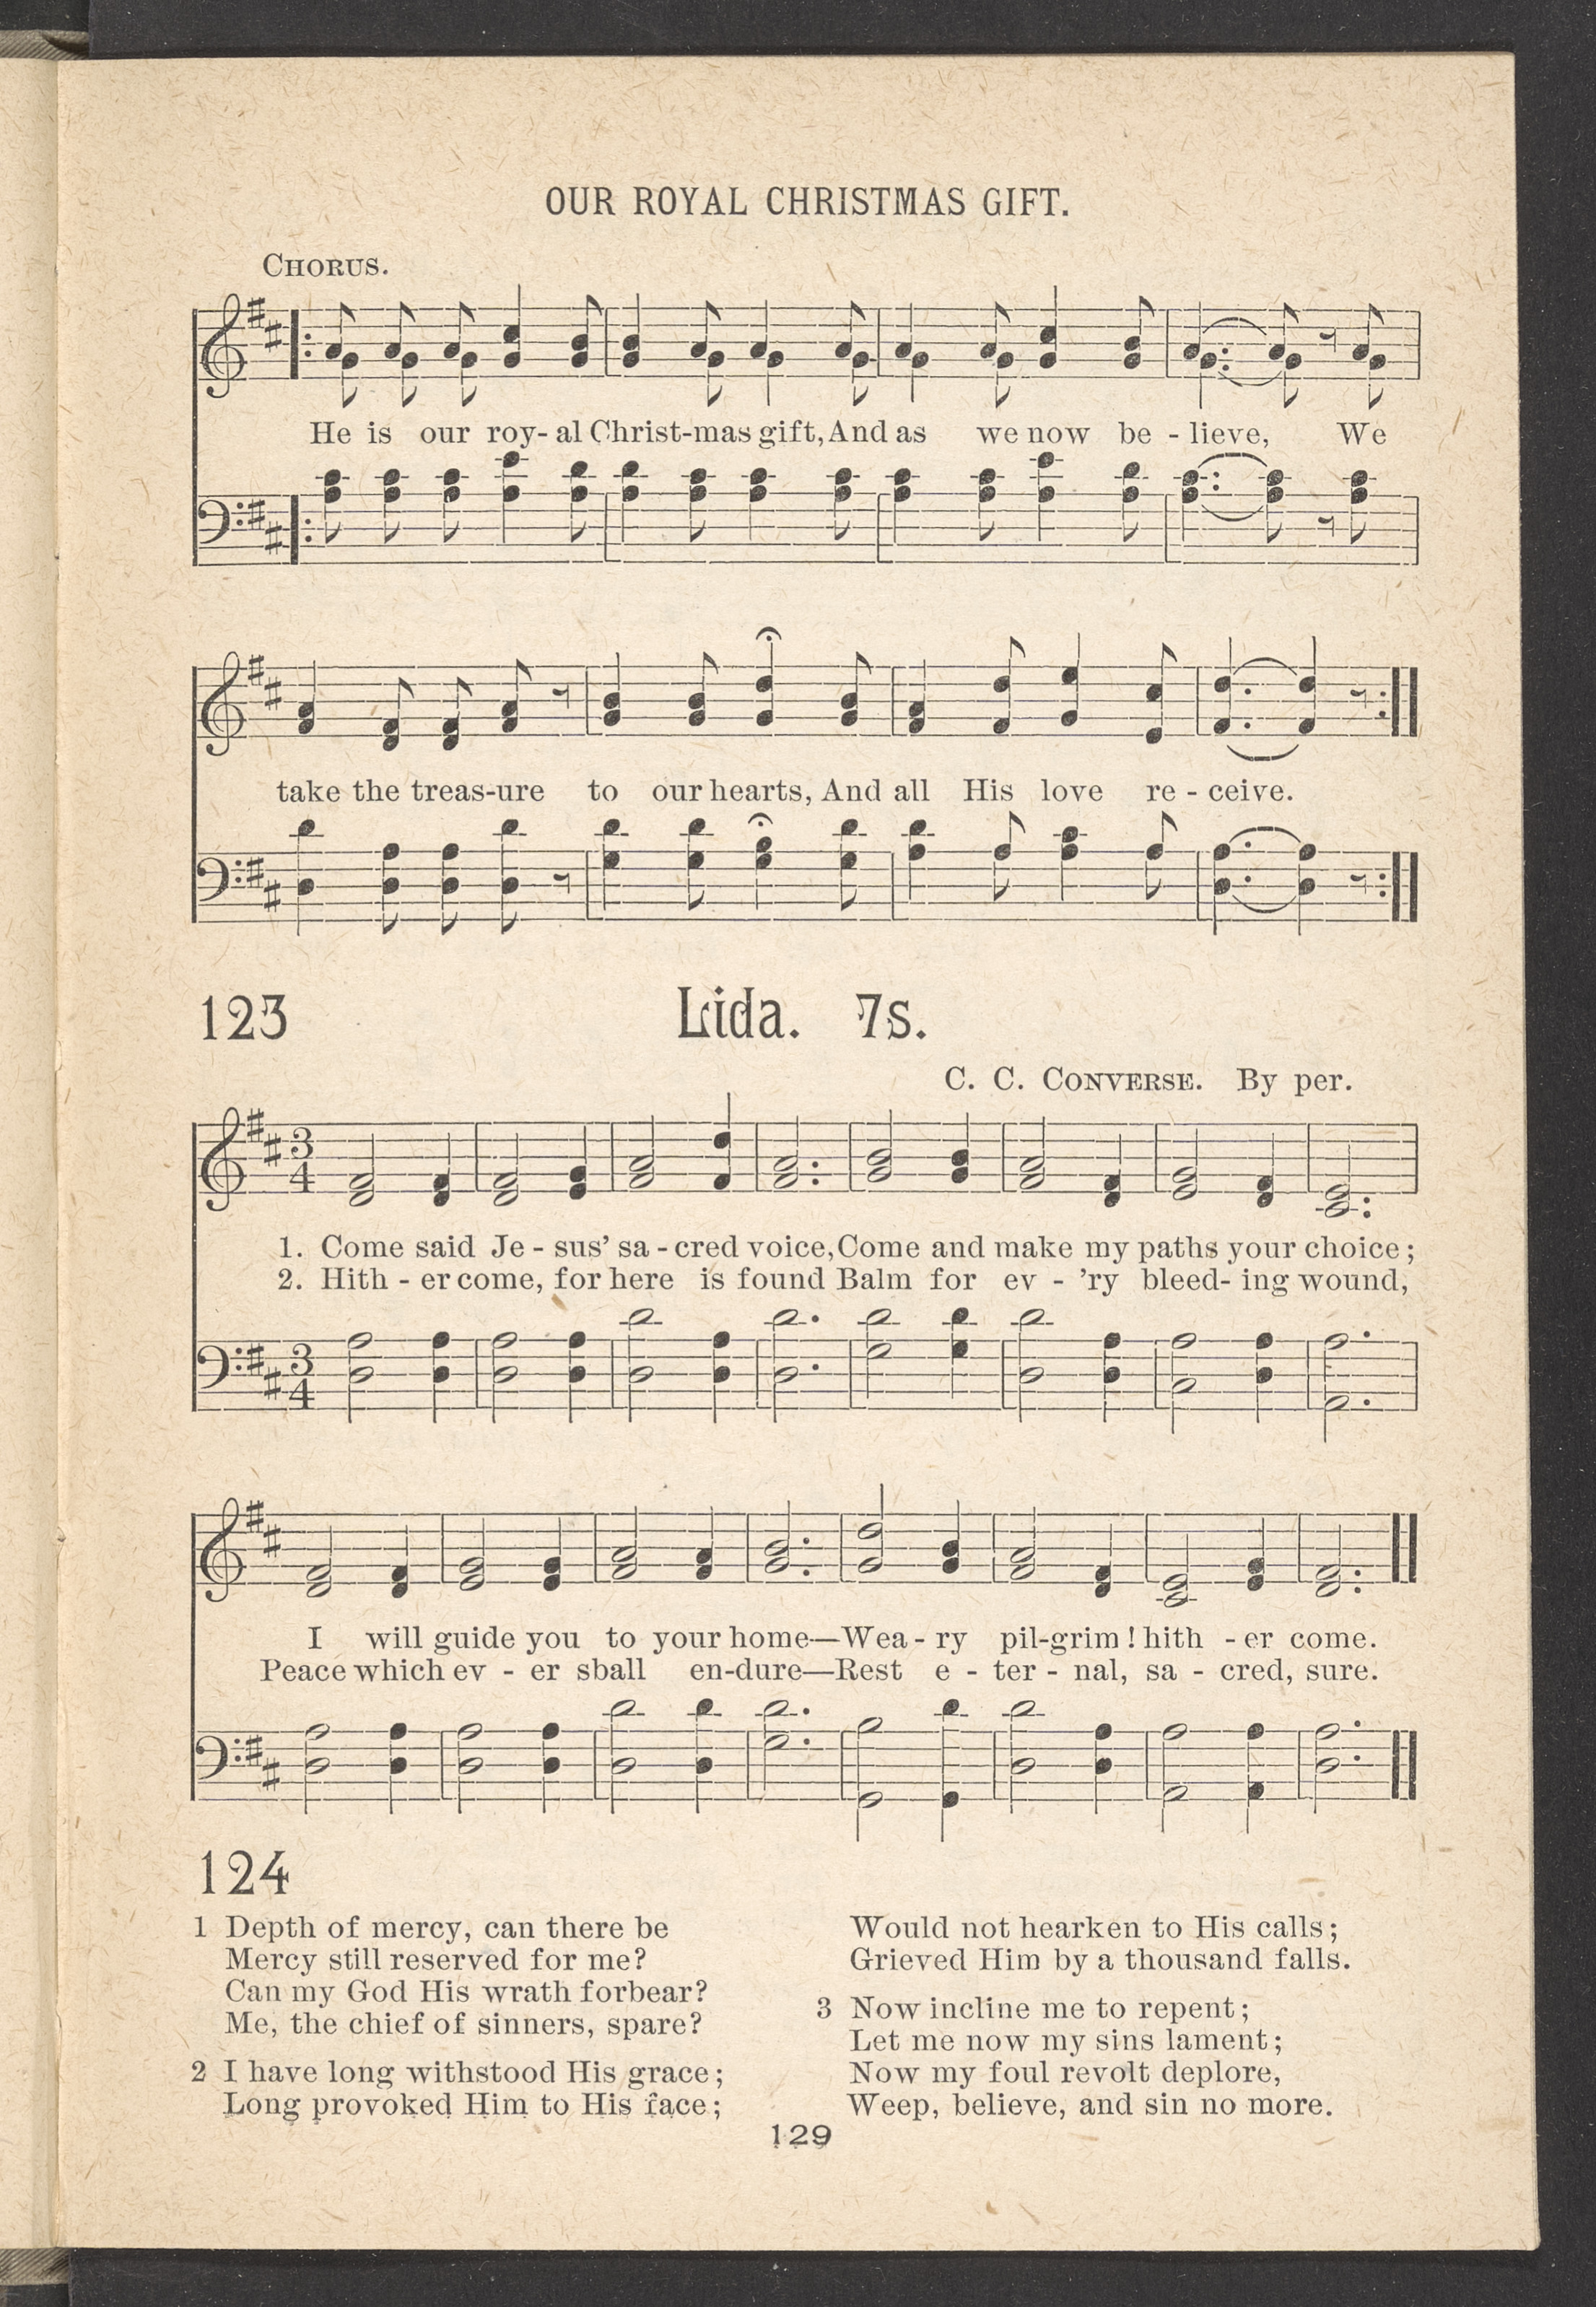 OUR ROYAL CHRISTMAS GIFT.
CHORUS.
He is our roy- al Christ-mas gift, And as we now be - lieve, We
take the treas-ure to our hearts, And all His love re - ceive.
123 Lida. 7s.
C. C. CONVERSE. By per.
3 4
1. Come said Je - sus' sa - cred voice, Come and make my paths your choice;
2. Hith - er come, for here is found Balm for ev - 'ry bleed- ing wound,
3 4
I will guide you to your home—Wea - ry pil-grim! hith - er come.
Peace which ev - er sball en-dure—Rest e - ter - nal, sa - cred, sure.
124
1 Depth of mercy, can there be
Mercy still reserved for me?
Can my God His wrath forbear?
Me, the chief of sinners, spare?
2 I have long withstood His grace;
Long provoked Him to His face;
Would not hearken to His calls;
Grieved Him by a thousand falls.
3 Now incline me to repent;
Let me now my sins lament;
Now my foul revolt deplore,
Weep, believe, and sin no more.
129